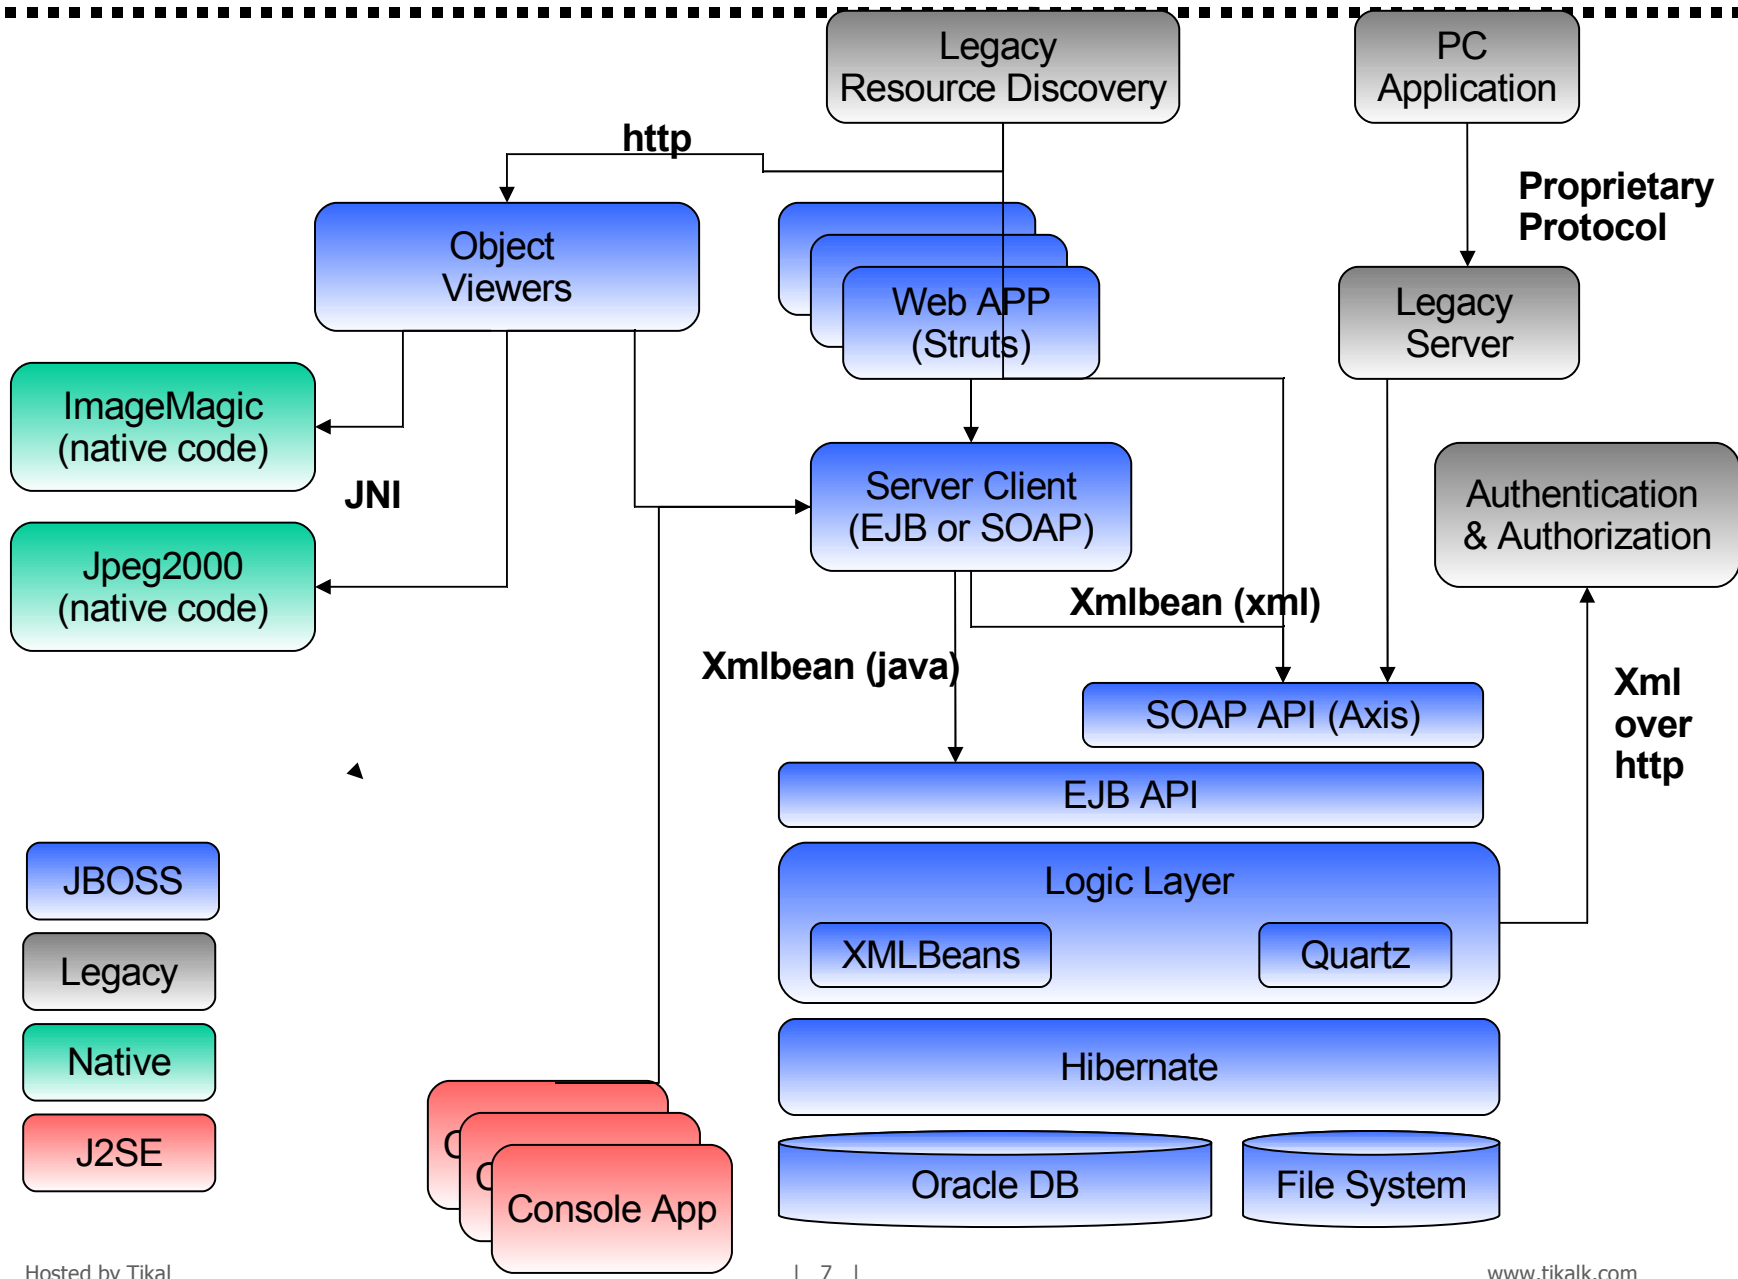 Legacy
Resource Discovery
PC
Application
http
Proprietary
Protocol
Object
Viewers
Web APP
(Struts)
Legacy
Server
ImageMagic
(native code)
JNI
Server Client
(EJB or SOAP)
Authentication
& Authorization
Jpeg2000
(native code)
Xmlbean (xml)
Xmlbean (java)
SOAP API (Axis)
Xml
over
http
EJB API
JBOSS
Logic Layer
Legacy
XMLBeans
Quartz
Native
Hibernate
J2SE
C
C
Console App
Oracle DB
File System
Hosted by Tikal
| 7 |
www.tikalk.com